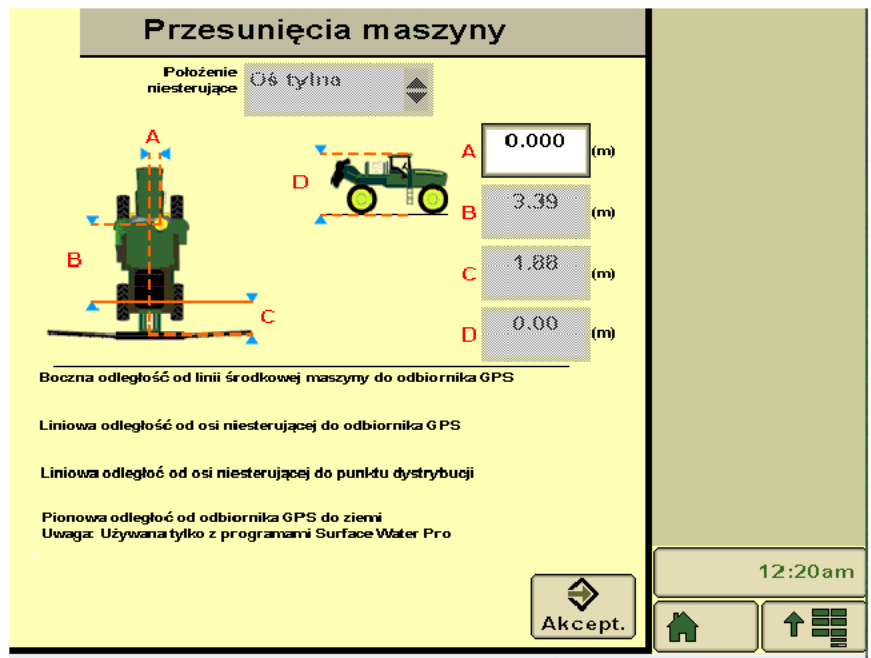 Przesunięcia maszyny
Położenie
niesterujące
Oś tylna
A
D
B
C
A 0.000 (m)
B 3.39 (m)
C 1.88 (m)
D 0.00 (m)
Boczna odległość od linii środkowej maszyny do odbiornika GPS
Liniowa odległość od osi niesterującej do odbiornika GPS
Liniowa odległoć od osi niesterującej do punktu dystrybucji
Pionowa odległoć od odbiornika GPS do ziemi
Uwaga: Używana tylko z programami Surface Water Pro
Akcept.
12:20am